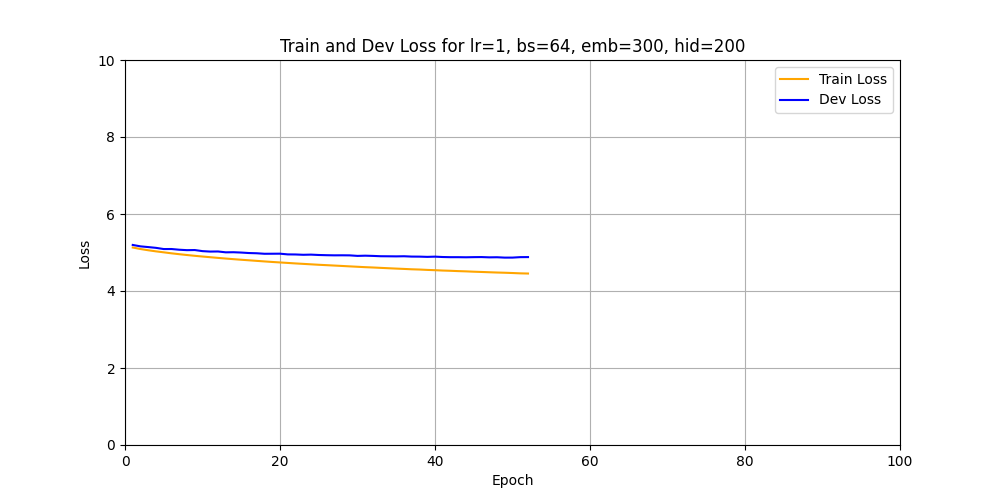 Train and Dev Loss for lr=1, bs=64, emb=300, hid=200
10
8
6
4
2
0
Loss
Train Loss
Dev Loss
0 20 40 60 80 100
Epoch